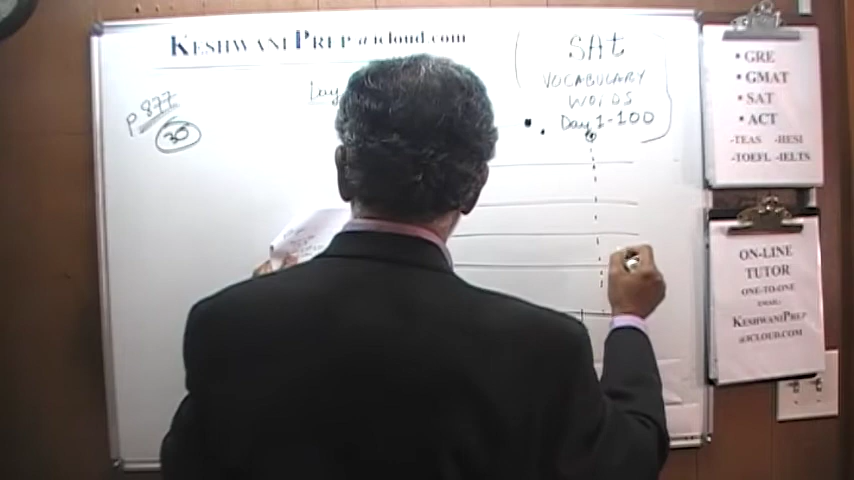 KESHWANIPREP@icloud.com
P 877
30
SAt
VOCABULARY
WORDS
Day 1-100
• GRE
• GMAT
• SAT
• ACT
-TEAS -HESI
-TOEFL -IELTS
ON-LINE
TUTOR
ONE-TO-ONE
EMAIL:
KESHWANIPREP
@ICLOUD.COM